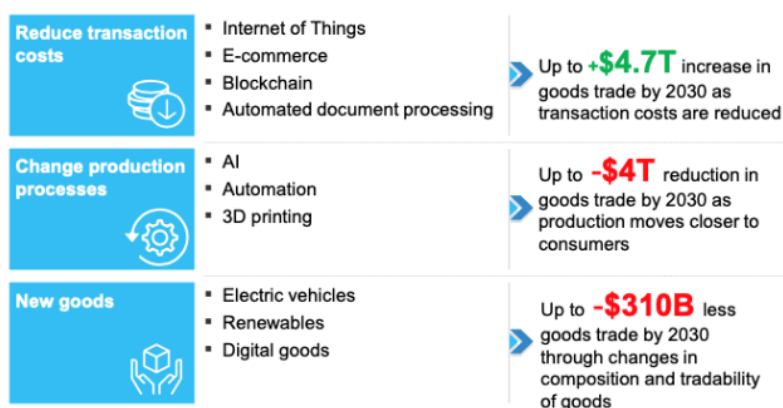 Reduce transaction
costs
▪ Internet of Things
▪ E-commerce
▪ Blockchain
▪ Automated document processing
Up to +$4.7T increase in
goods trade by 2030 as
transaction costs are reduced
Change production
processes
▪ AI
▪ Automation
▪ 3D printing
Up to -$4T reduction in
goods trade by 2030 as
production moves closer to
consumers
New goods
▪ Electric vehicles
▪ Renewables
▪ Digital goods
Up to -$310B less
goods trade by 2030
through changes in
composition and tradability
of goods